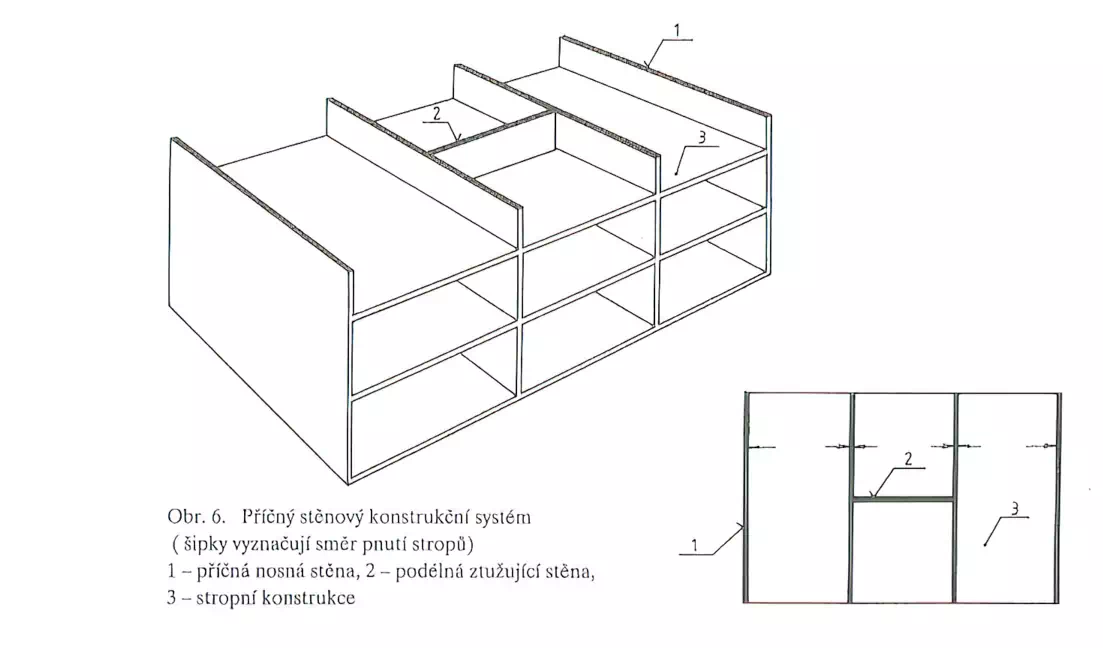 1
2
3
2
3
1
Obr. 6. Příčný stěnový konstrukční systém
( šipky vyznačují směr pnutí stropů)
1 – příčná nosná stěna, 2 – podélná ztužující stěna,
3 – stropní konstrukce